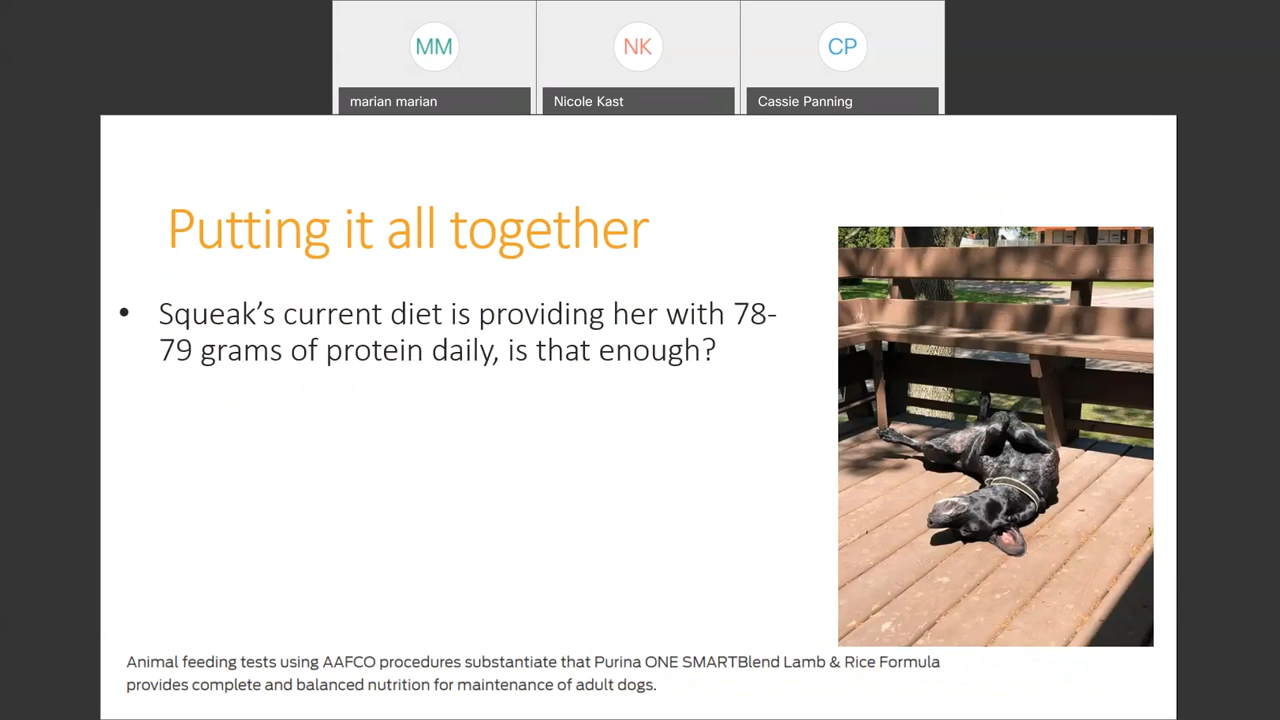 MM
NK
CP
marian marian
Nicole Kast
Cassie Panning
Putting it all together
• Squeak’s current diet is providing her with 78-
79 grams of protein daily, is that enough?
Animal feeding tests using AAFCO procedures substantiate that Purina ONE SMARTBlend Lamb & Rice Formula
provides complete and balanced nutrition for maintenance of adult dogs.